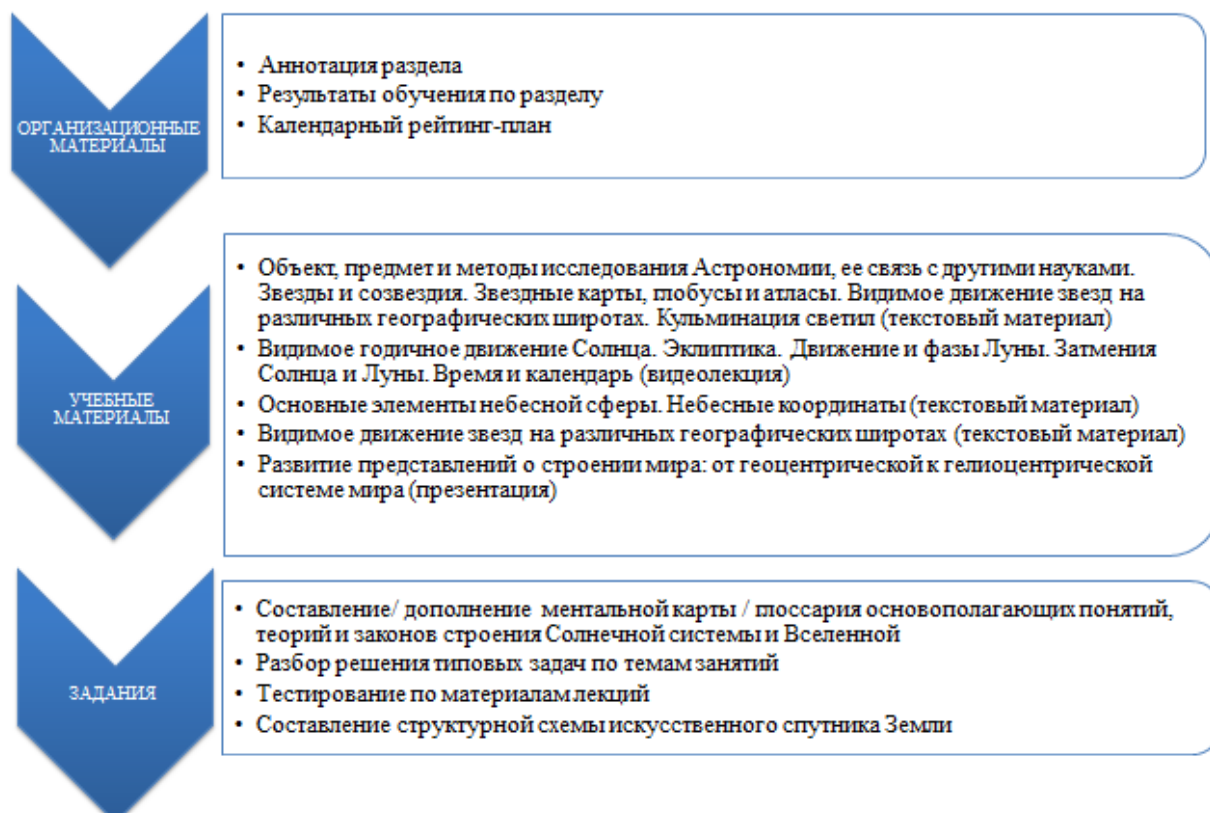 ОРГАНИЗАЦИОННЫЕ
МАТЕРИАЛЫ
• Аннотация раздела
• Результаты обучения по разделу
• Календарный рейтинг-план
УЧЕБНЫЕ
МАТЕРИАЛЫ
• Объект, предмет и методы исследования Астрономии, ее связь с другими науками.
Звезды и созвездия. Звездные карты, глобусы и атласы. Видимое движение звезд на
различных географических широтах. Кульминация светил (текстовый материал)
• Видимое годичное движение Солнца. Эклиптика. Движение и фазы Луны. Затмения
Солнца и Луны. Время и календарь (видеолекция)
• Основные элементы небесной сферы. Небесные координаты (текстовый материал)
• Видимое движение звезд на различных географических широтах (текстовый материал)
• Развитие представлений о строении мира: от геоцентрической к гелиоцентрической
системе мира (презентация)
ЗАДАНИЯ
• Составление/ дополнение ментальной карты / глоссария основополагающих понятий,
теорий и законов строения Солнечной системы и Вселенной
• Разбор решения типовых задач по темам занятий
• Тестирование по материалам лекций
• Составление структурной схемы искусственного спутника Земли